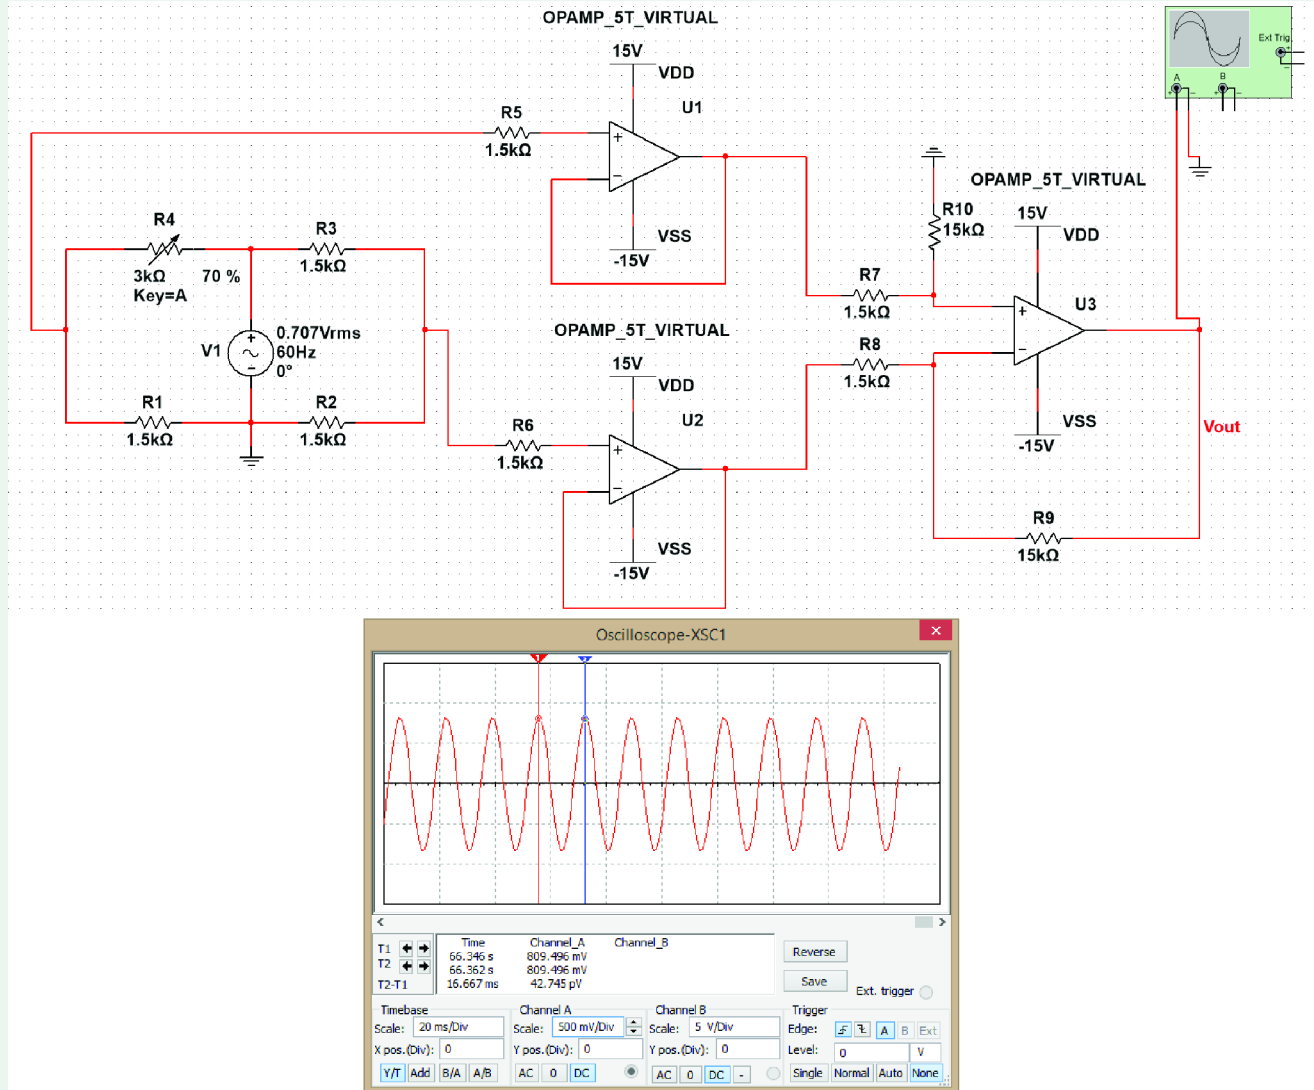 OPAMP_5T_VIRTUAL
15V
VDD
U1
R5
1.5kΩ
VSS
-15V
Ext Trig
A
B
OPAMP_5T_VIRTUAL
R10
15kΩ
15V
VDD
R4
3kΩ
70 %
Key=A
R3
1.5kΩ
R7
1.5kΩ
U3
OPAMP_5T_VIRTUAL
V1
0.707Vrms
60Hz
0°
15V
VDD
R8
1.5kΩ
R1
1.5kΩ
R2
1.5kΩ
U2
R6
1.5kΩ
VSS
-15V
Vout
VSS
-15V
R9
15kΩ
Oscilloscope-XSC1
1
2
T1
T2
T2-T1
Time Channel_A Channel_B
66.346 s 809.496 mV
66.362 s 809.496 mV
16.667 ms 42.745 pV
Reverse
Save
Ext. trigger
Timebase
Scale: 20 ms/Div
X pos.(Div): 0
Y/T Add B/A A/B
Channel A
Scale: 500 mV/Div
Y pos.(Div): 0
AC 0 DC
Channel B
Scale: 5 V/Div
Y pos.(Div): 0
AC 0 DC -
Trigger
Edge: A B Ext
Level: 0 V
Single Normal Auto None